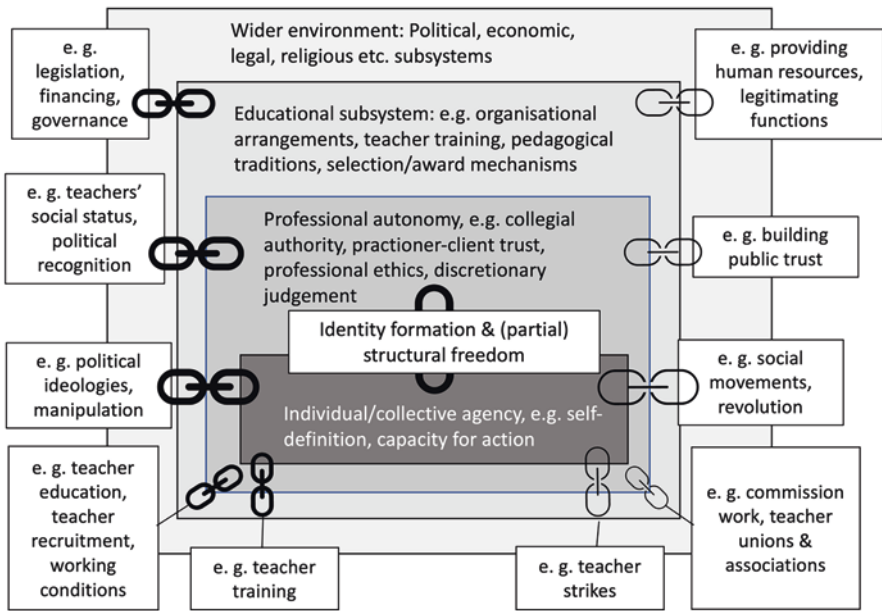 Wider environment: Political, economic,
legal, religious etc. subsystems
e. g.
legislation,
financing,
governance
e. g. providing
human resources,
legitimating
functions
Educational subsystem: e.g. organisational
arrangements, teacher training, pedagogical
traditions, selection/award mechanisms
e. g. teachers’
social status,
political
recognition
Professional autonomy, e.g. collegial
authority, practioner-client trust,
professional ethics, discretionary
judgement
e. g. building
public trust
Identity formation & (partial)
structural freedom
e. g. political
ideologies,
manipulation
e. g. social
movements,
revolution
Individual/collective agency, e.g. self-
definition, capacity for action
e. g. teacher
education,
teacher
recruitment,
working
conditions
e. g. teacher
training
e. g. teacher
strikes
e. g. commission
work, teacher
unions &
associations